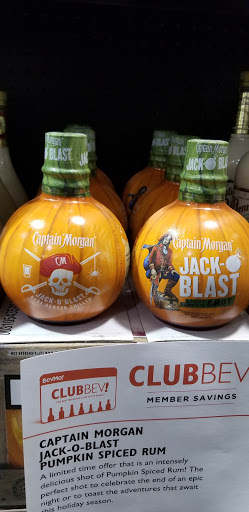 JACK
BLAST
Captain Morgan
CM
JACK-O'BLAST
Captain Morgan
JACK-O
BLAST
Captain Morgan
JACK-O
BLAST
BevMo!
CLUBBEV!
CLUBBEV
MEMBER SAVINGS
CAPTAIN MORGAN
JACK-O-BLAST
PUMPKIN SPICED RUM
A limited time offer that is an intensely
delicious shot of Pumpkin Spiced Rum! The
perfect shot to celebrate the end of an epic
night or to toast the adventures that await
this holiday season.